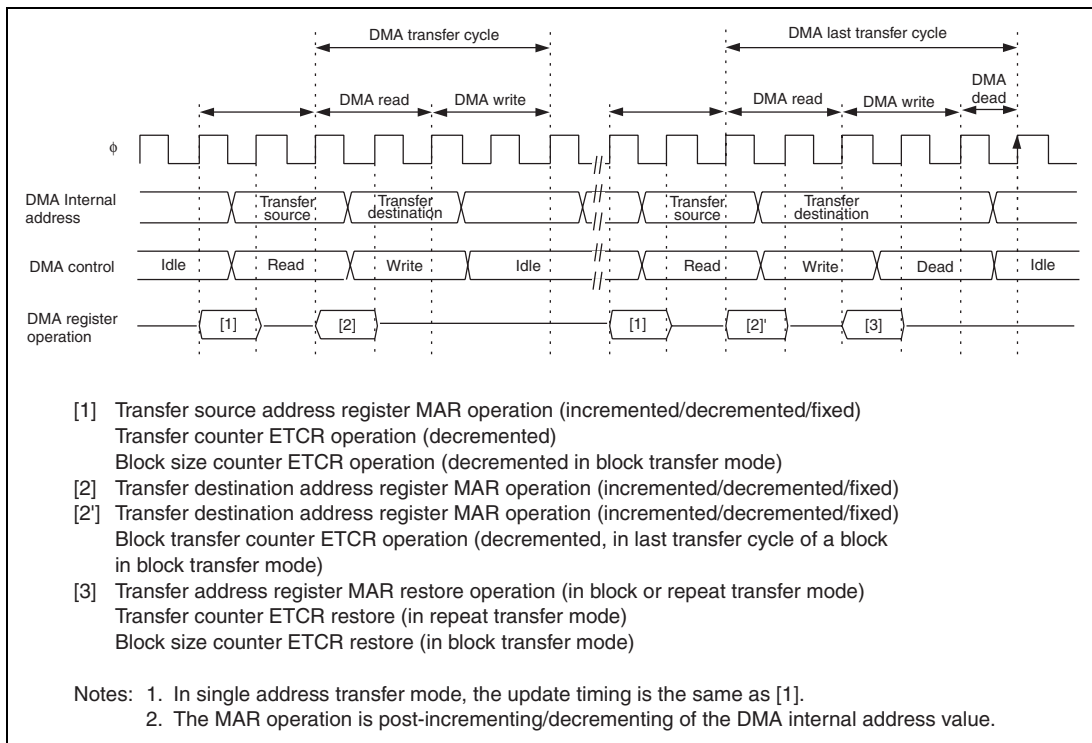 DMA transfer cycle
DMA last transfer cycle
DMA read
DMA write
DMA read
DMA write
DMA
dead
φ
DMA Internal
address
Transfer
source
Transfer
destination
Transfer
source
Transfer
destination
DMA control
Idle
Read
Write
Idle
Read
Write
Dead
Idle
DMA register
operation
[1]
[2]
[1]
[2]'
[3]
[1] Transfer source address register MAR operation (incremented/decremented/fixed)
Transfer counter ETCR operation (decremented)
Block size counter ETCR operation (decremented in block transfer mode)
[2] Transfer destination address register MAR operation (incremented/decremented/fixed)
[2'] Transfer destination address register MAR operation (incremented/decremented/fixed)
Block transfer counter ETCR operation (decremented, in last transfer cycle of a block
in block transfer mode)
[3] Transfer address register MAR restore operation (in block or repeat transfer mode)
Transfer counter ETCR restore (in repeat transfer mode)
Block size counter ETCR restore (in block transfer mode)
Notes: 1. In single address transfer mode, the update timing is the same as [1].
2. The MAR operation is post-incrementing/decrementing of the DMA internal address value.